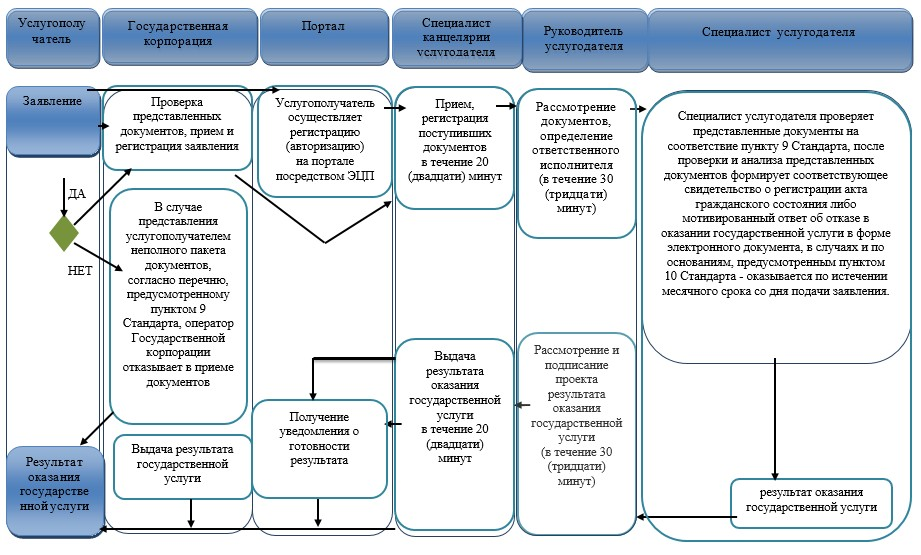 Услугополу
чатель
Государственная
корпорация
Портал
Специалист
канцелярии
услугодателя
Руководитель
услугодателя
Специалист услугодателя
Заявление
Проверка
представленных
документов, прием и
регистрация заявления
Услугополучатель
осуществляет
регистрацию
(авторизацию)
на портале
посредством ЭЦП
Прием,
регистрация
поступивших
документов
в течение 20
(двадцати) минут
Рассмотрение
документов,
определение
ответственного
исполнителя
(в течение 30
(тридцати)
минут)
Специалист услугодателя проверяет
представленные документы на
соответствие пункту 9 Стандарта, после
проверки и анализа представленных
документов формирует соответствующее
свидетельство о регистрации акта
гражданского состояния либо
мотивированный ответ об отказе в
оказании государственной услуги в форме
электронного документа, в случаях и по
основаниям, предусмотренным пунктом
10 Стандарта - оказывается по истечении
месячного срока со дня подачи заявления.
ДА
НЕТ
В случае
представления
услугополучателем
неполного пакета
документов,
согласно перечню,
предусмотренному
пунктом 9
Стандарта, оператор
Государственной
корпорации
отказывает в приеме
документов
Выдача
результата
оказания
государственной
услуги
в течение 20
(двадцати)
минут
Рассмотрение и
подписание
проекта
результата
оказания
государственной
услуги
(в течение 30
(тридцати)
минут)
Получение
уведомления о
готовности
результата
Результат
оказания
государстве
нной услуги
Выдача результата
государственной
услуги
результат оказания
государственной услуги